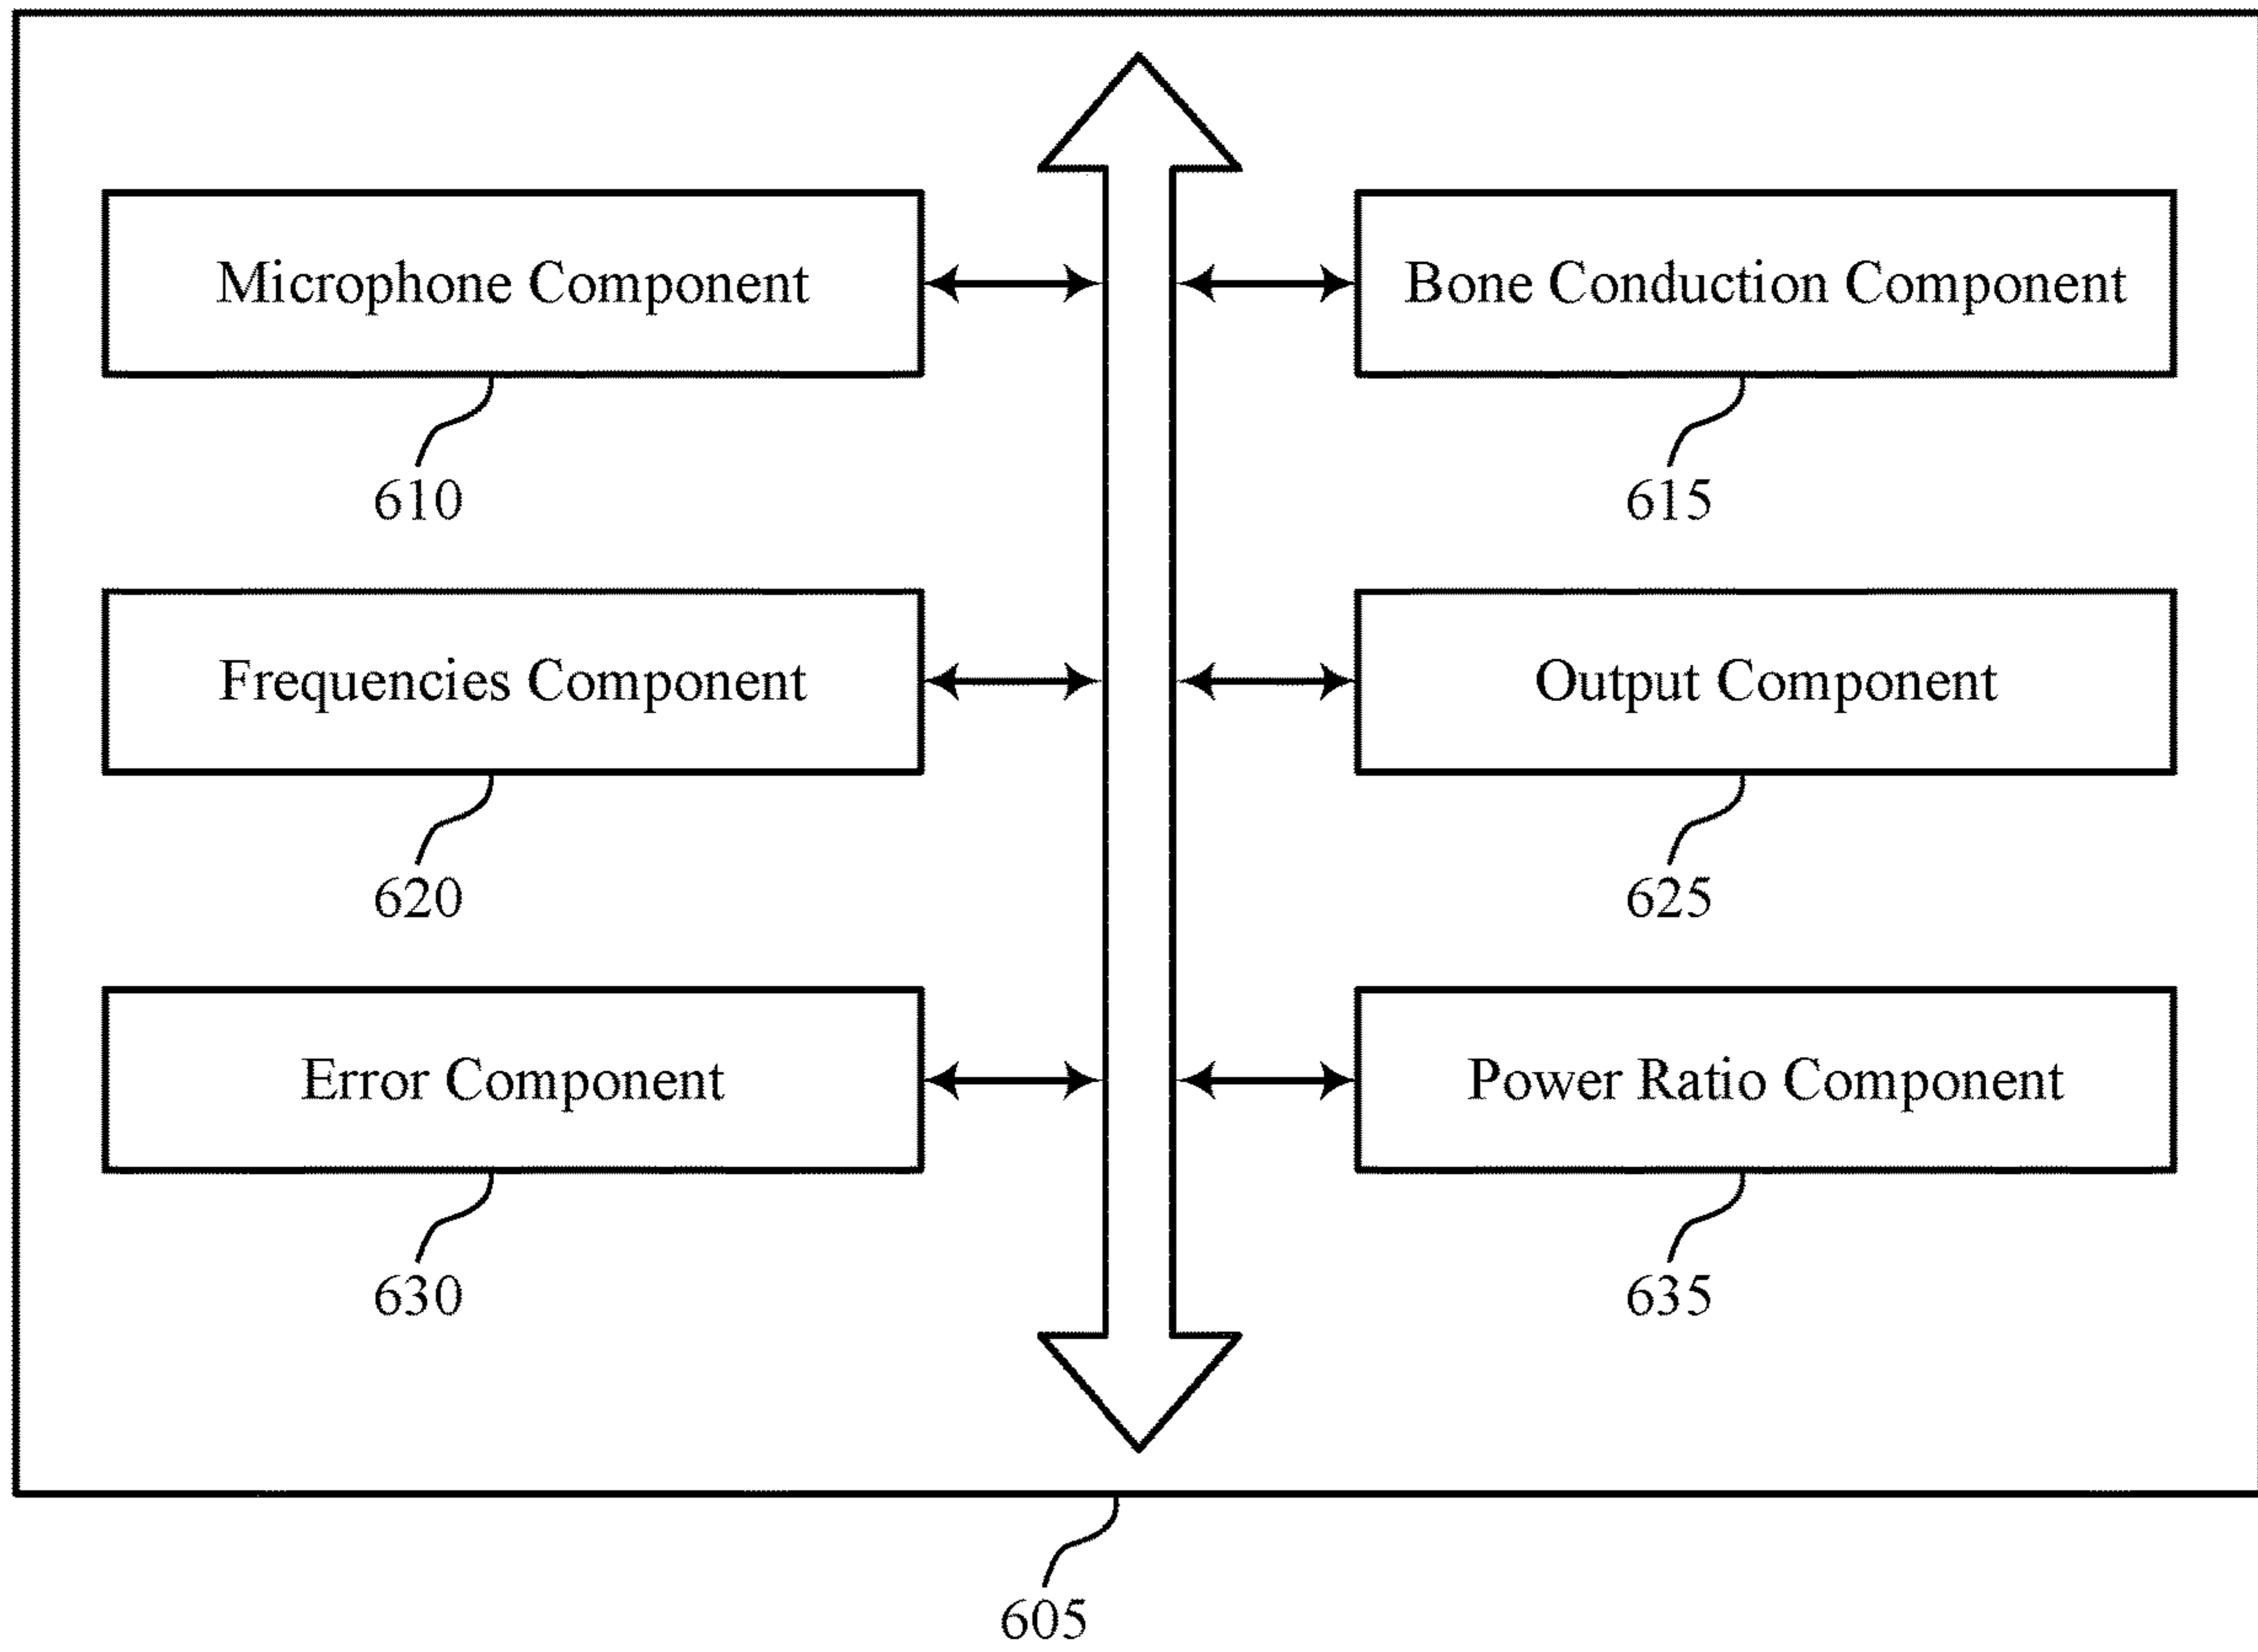 Microphone Component
Bone Conduction Component
610
615
Frequencies Component
Output Component
620
625
Error Component
Power Ratio Component
630
635
605